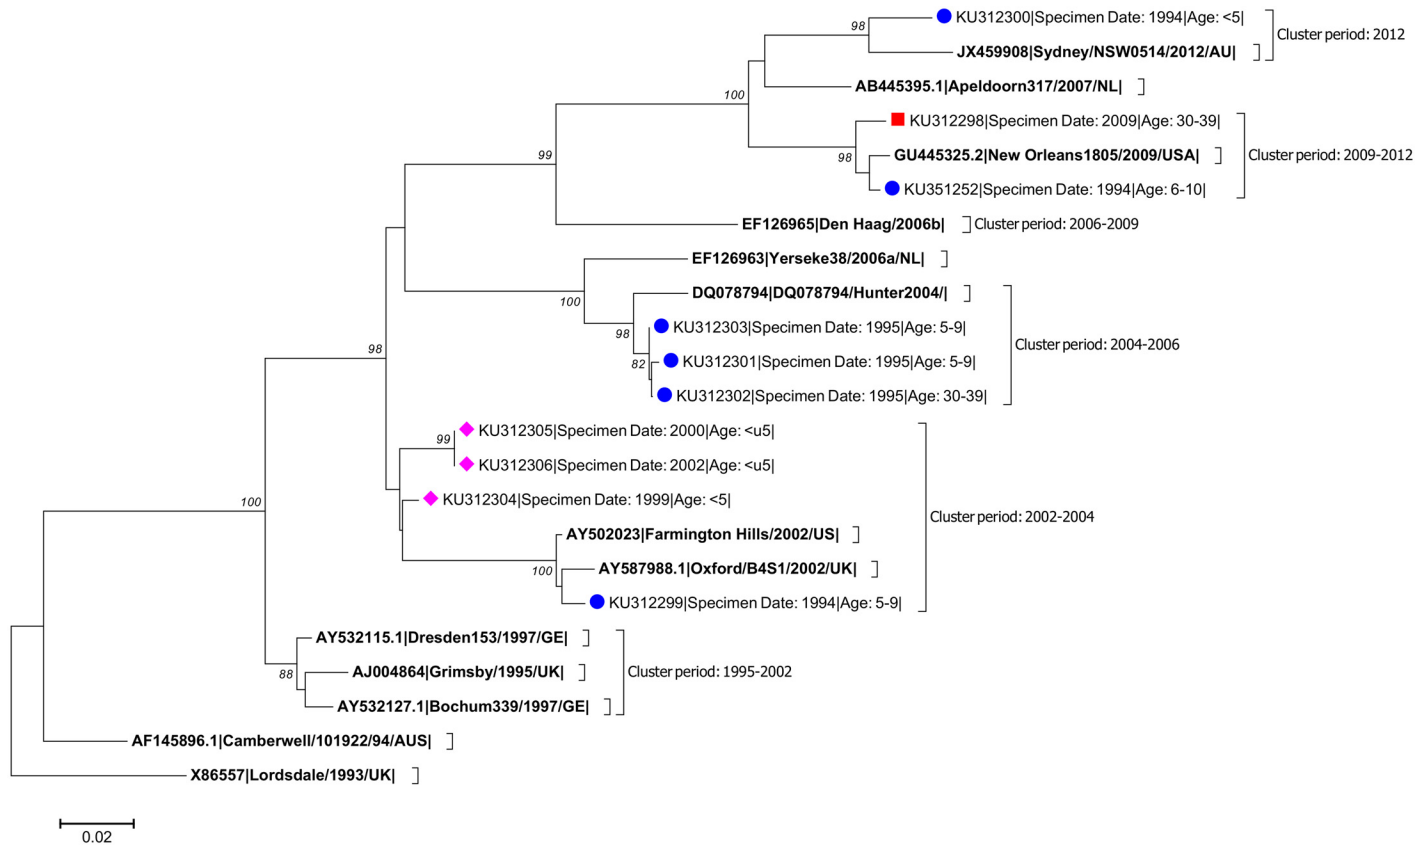 98
KU312300|Specimen Date: 1994|Age: <5|
Cluster period: 2012
JX459908|Sydney/NSW0514/2012/AU|
AB445395.1|Apeldoorn317/2007/NL|
100
KU312298|Specimen Date: 2009|Age: 30-39|
99
98
GU445325.2|New Orleans1805/2009/USA|
Cluster period: 2009-2012
KU351252|Specimen Date: 1994|Age: 6-10|
EF126965|Den Haag/2006b|
Cluster period: 2006-2009
EF126963|Yerseke38/2006a/NL|
100
DQ078794|DQ078794/Hunter2004/|
98
KU312303|Specimen Date: 1995|Age: 5-9|
Cluster period: 2004-2006
98
82
KU312301|Specimen Date: 1995|Age: 5-9|
KU312302|Specimen Date: 1995|Age: 30-39|
99
KU312305|Specimen Date: 2000|Age: <u5|
KU312306|Specimen Date: 2002|Age: <u5|
100
KU312304|Specimen Date: 1999|Age: <5|
Cluster period: 2002-2004
AY502023|Farmington Hills/2002/US|
100
AY587988.1|Oxford/B4S1/2002/UK|
KU312299|Specimen Date: 1994|Age: 5-9|
AY532115.1|Dresden153/1997/GE|
88
AJ004864|Grimsby/1995/UK|
Cluster period: 1995-2002
AY532127.1|Bochum339/1997/GE|
AF145896.1|Camberwell/101922/94/AUS|
X86557|Lordsdale/1993/UK|
0.02